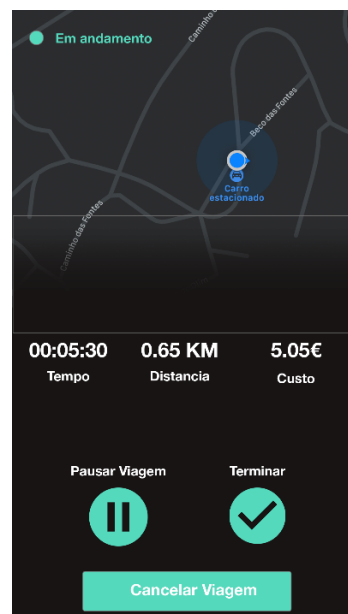 Em andamento
Caminho
Beco das Fontes
Carro
estacionado
Caminho das Fontes
00:05:30 0.65 KM 5.05€
Tempo Distancia Custo
Pausar Viagem Terminar
Cancelar Viagem